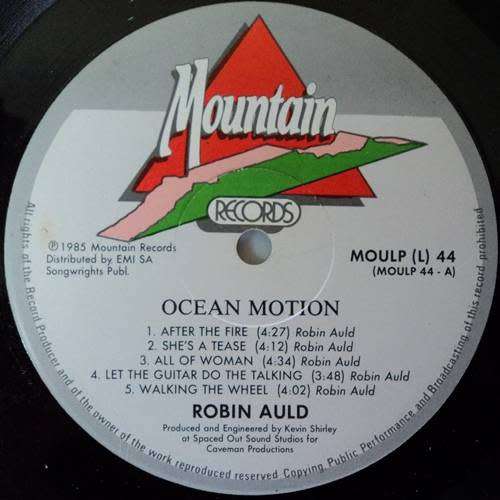 Mountain
RECORDS
℗ 1985 Mountain Records
Distributed by EMI SA
Songwrights Publ.
MOULP (L) 44
(MOULP 44 - A)
OCEAN MOTION
1. AFTER THE FIRE (4:27) Robin Auld
2. SHE'S A TEASE (4:12) Robin Auld
3. ALL OF WOMAN (4:34) Robin Auld
4. LET THE GUITAR DO THE TALKING (3:48) Robin Auld
5. WALKING THE WHEEL (4:02) Robin Auld
ROBIN AULD
Produced and Engineered by Kevin Shirley
at Spaced Out Sound Studios for
Caveman Productions
All rights of the Record Producer and of the owner of the work reproduced reserved. Copying, Public Performance and Broadcasting of this record prohibited.